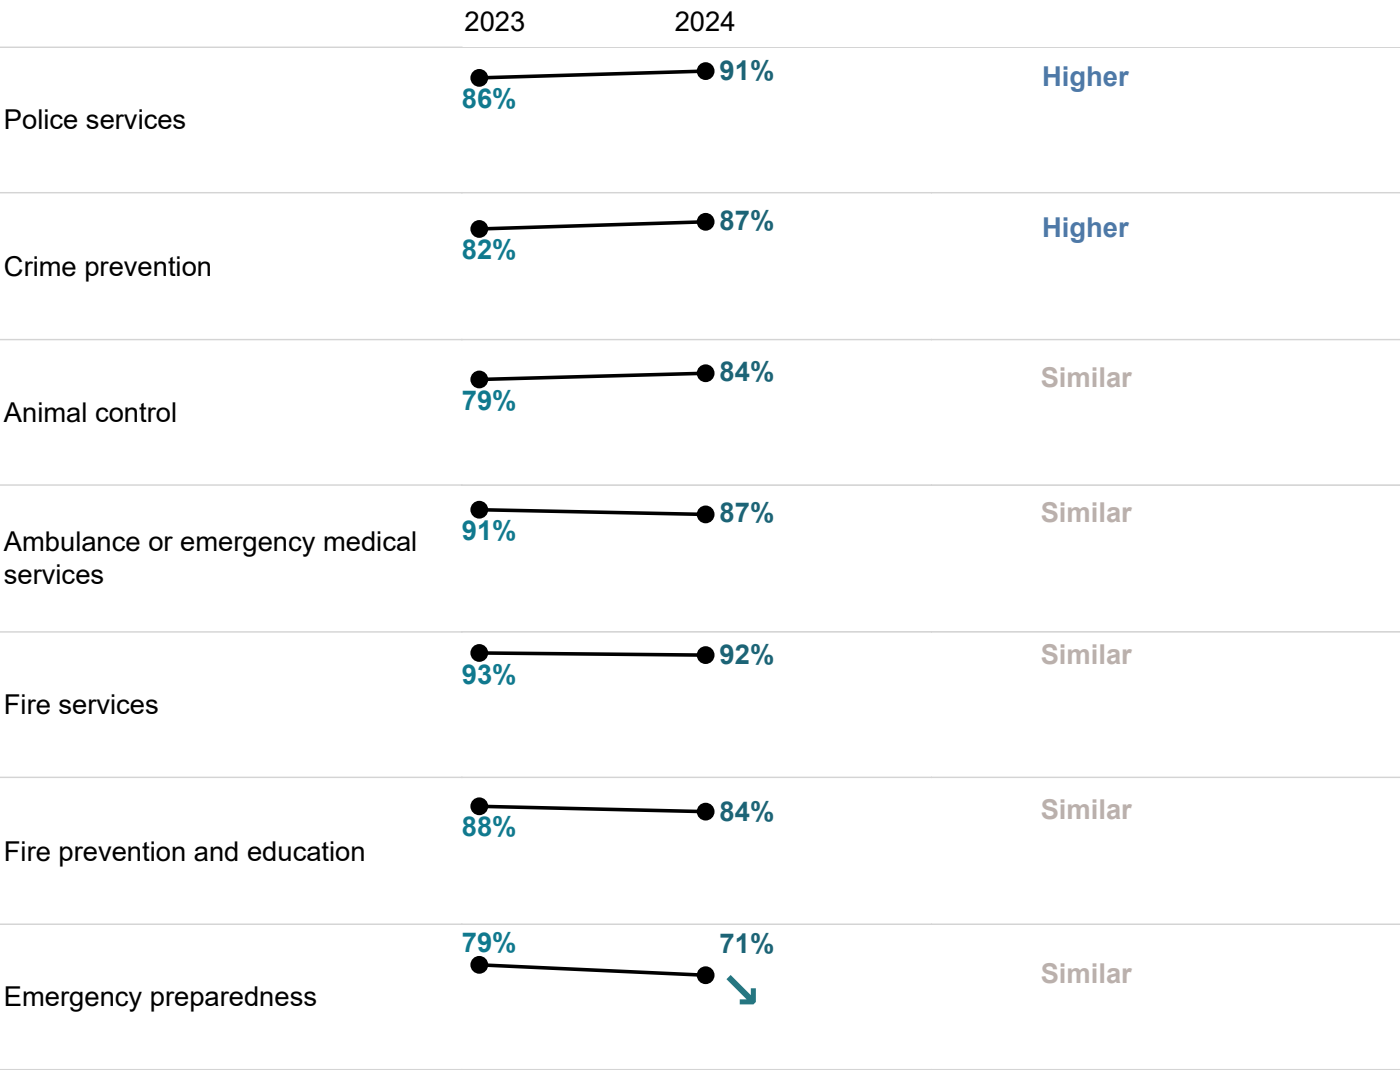 2023 2024
91% Higher
86%
Police services
87% Higher
82%
Crime prevention
84% Similar
79%
Animal control
87% Similar
91%
Ambulance or emergency medical
services
92% Similar
93%
Fire services
84% Similar
88%
Fire prevention and education
79% 71%
Similar
Emergency preparedness